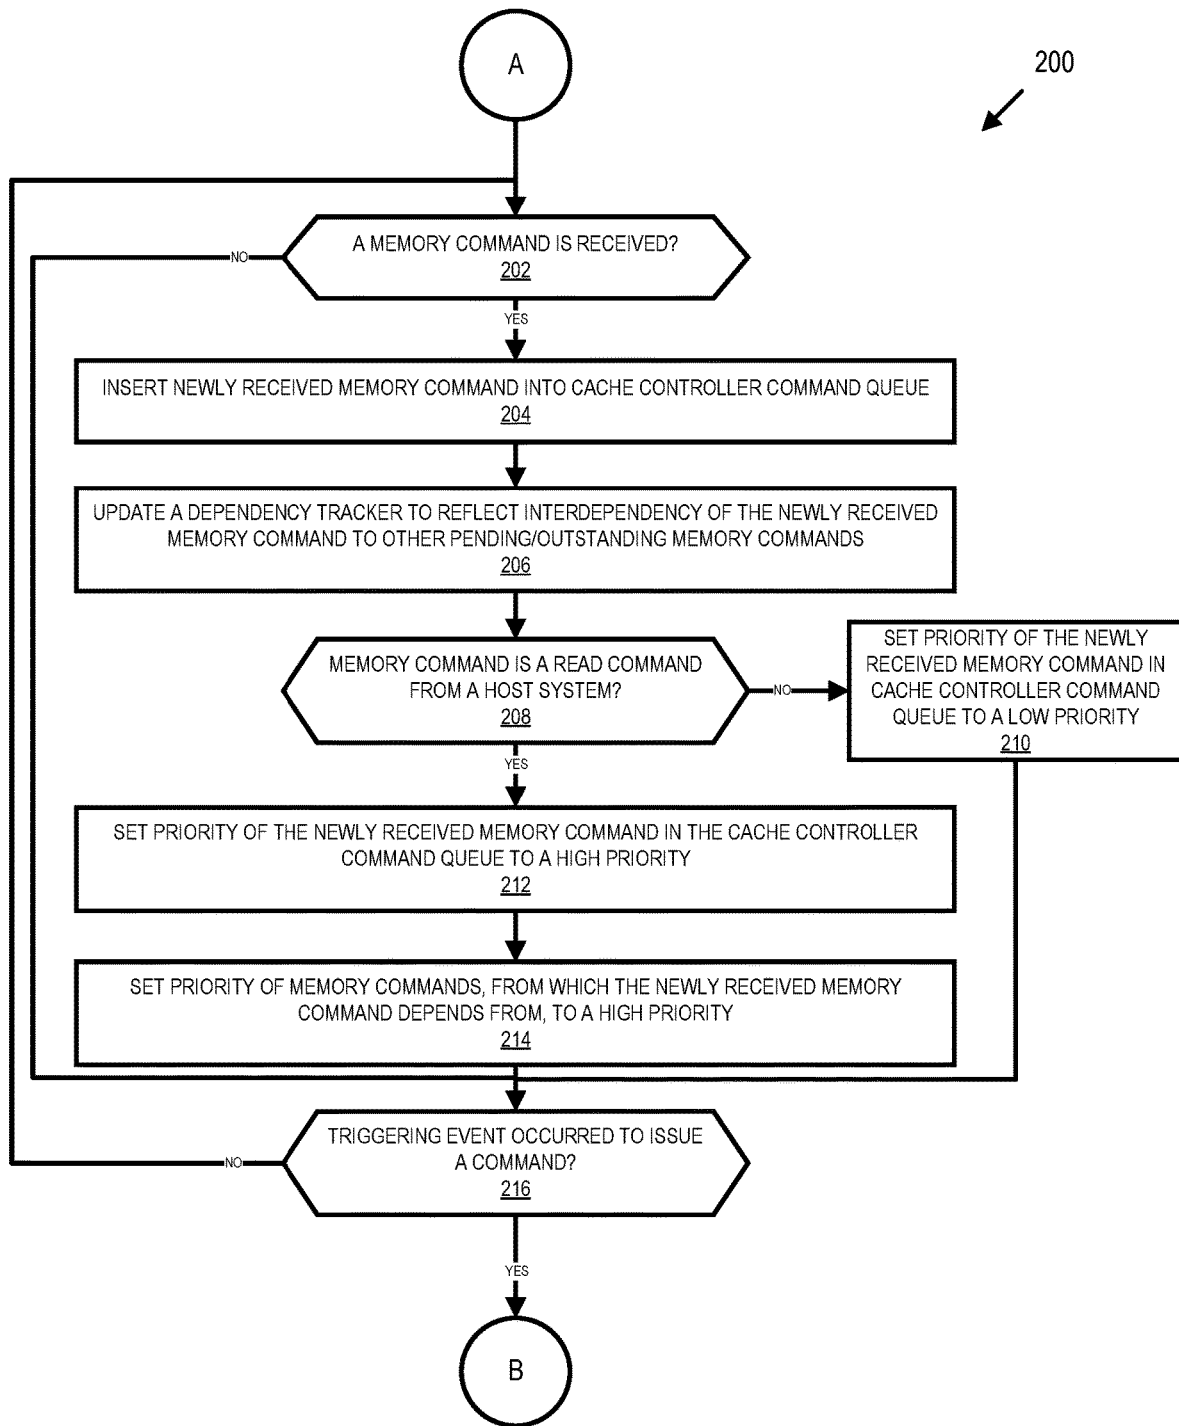 A
200
A MEMORY COMMAND IS RECEIVED?
202
NO
YES
INSERT NEWLY RECEIVED MEMORY COMMAND INTO CACHE CONTROLLER COMMAND QUEUE
204
UPDATE A DEPENDENCY TRACKER TO REFLECT INTERDEPENDENCY OF THE NEWLY RECEIVED
MEMORY COMMAND TO OTHER PENDING/OUTSTANDING MEMORY COMMANDS
206
MEMORY COMMAND IS A READ COMMAND
FROM A HOST SYSTEM?
208
NO
SET PRIORITY OF THE NEWLY
RECEIVED MEMORY COMMAND IN
CACHE CONTROLLER COMMAND
QUEUE TO A LOW PRIORITY
210
YES
SET PRIORITY OF THE NEWLY RECEIVED MEMORY COMMAND IN THE CACHE CONTROLLER
COMMAND QUEUE TO A HIGH PRIORITY
212
SET PRIORITY OF MEMORY COMMANDS, FROM WHICH THE NEWLY RECEIVED MEMORY
COMMAND DEPENDS FROM, TO A HIGH PRIORITY
214
TRIGGERING EVENT OCCURRED TO ISSUE
A COMMAND?
216
NO
YES
B